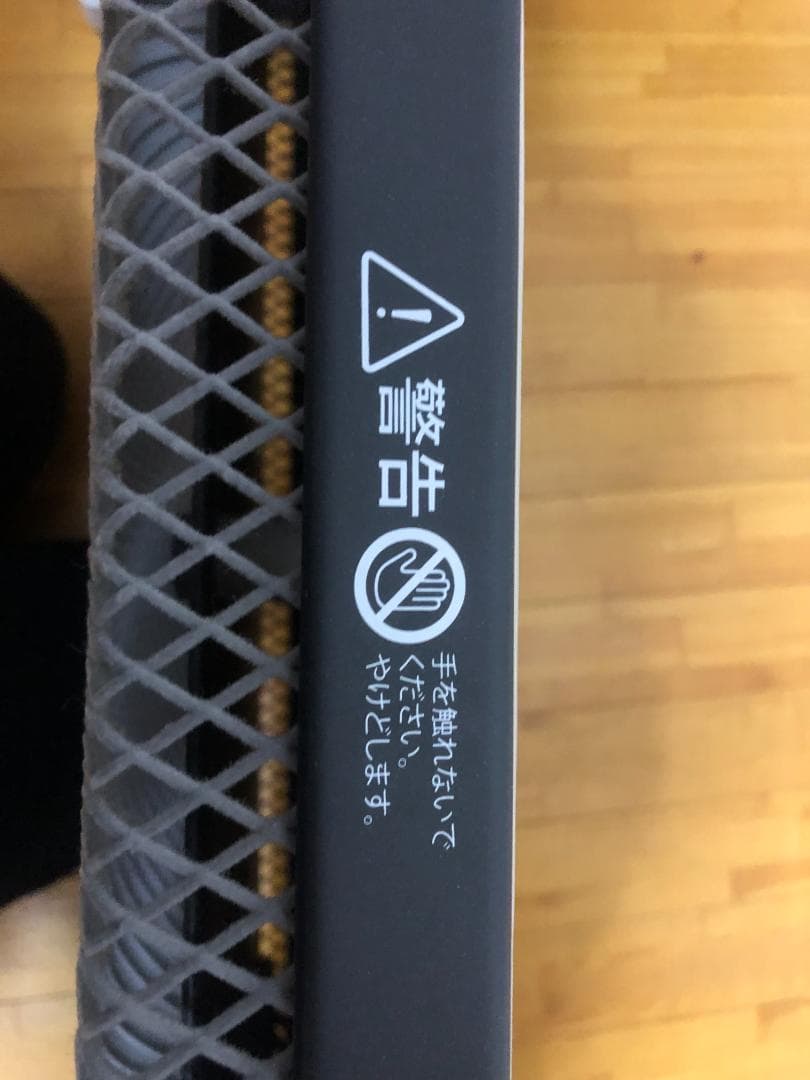 警告
手を触れないで
ください。
やけどします。